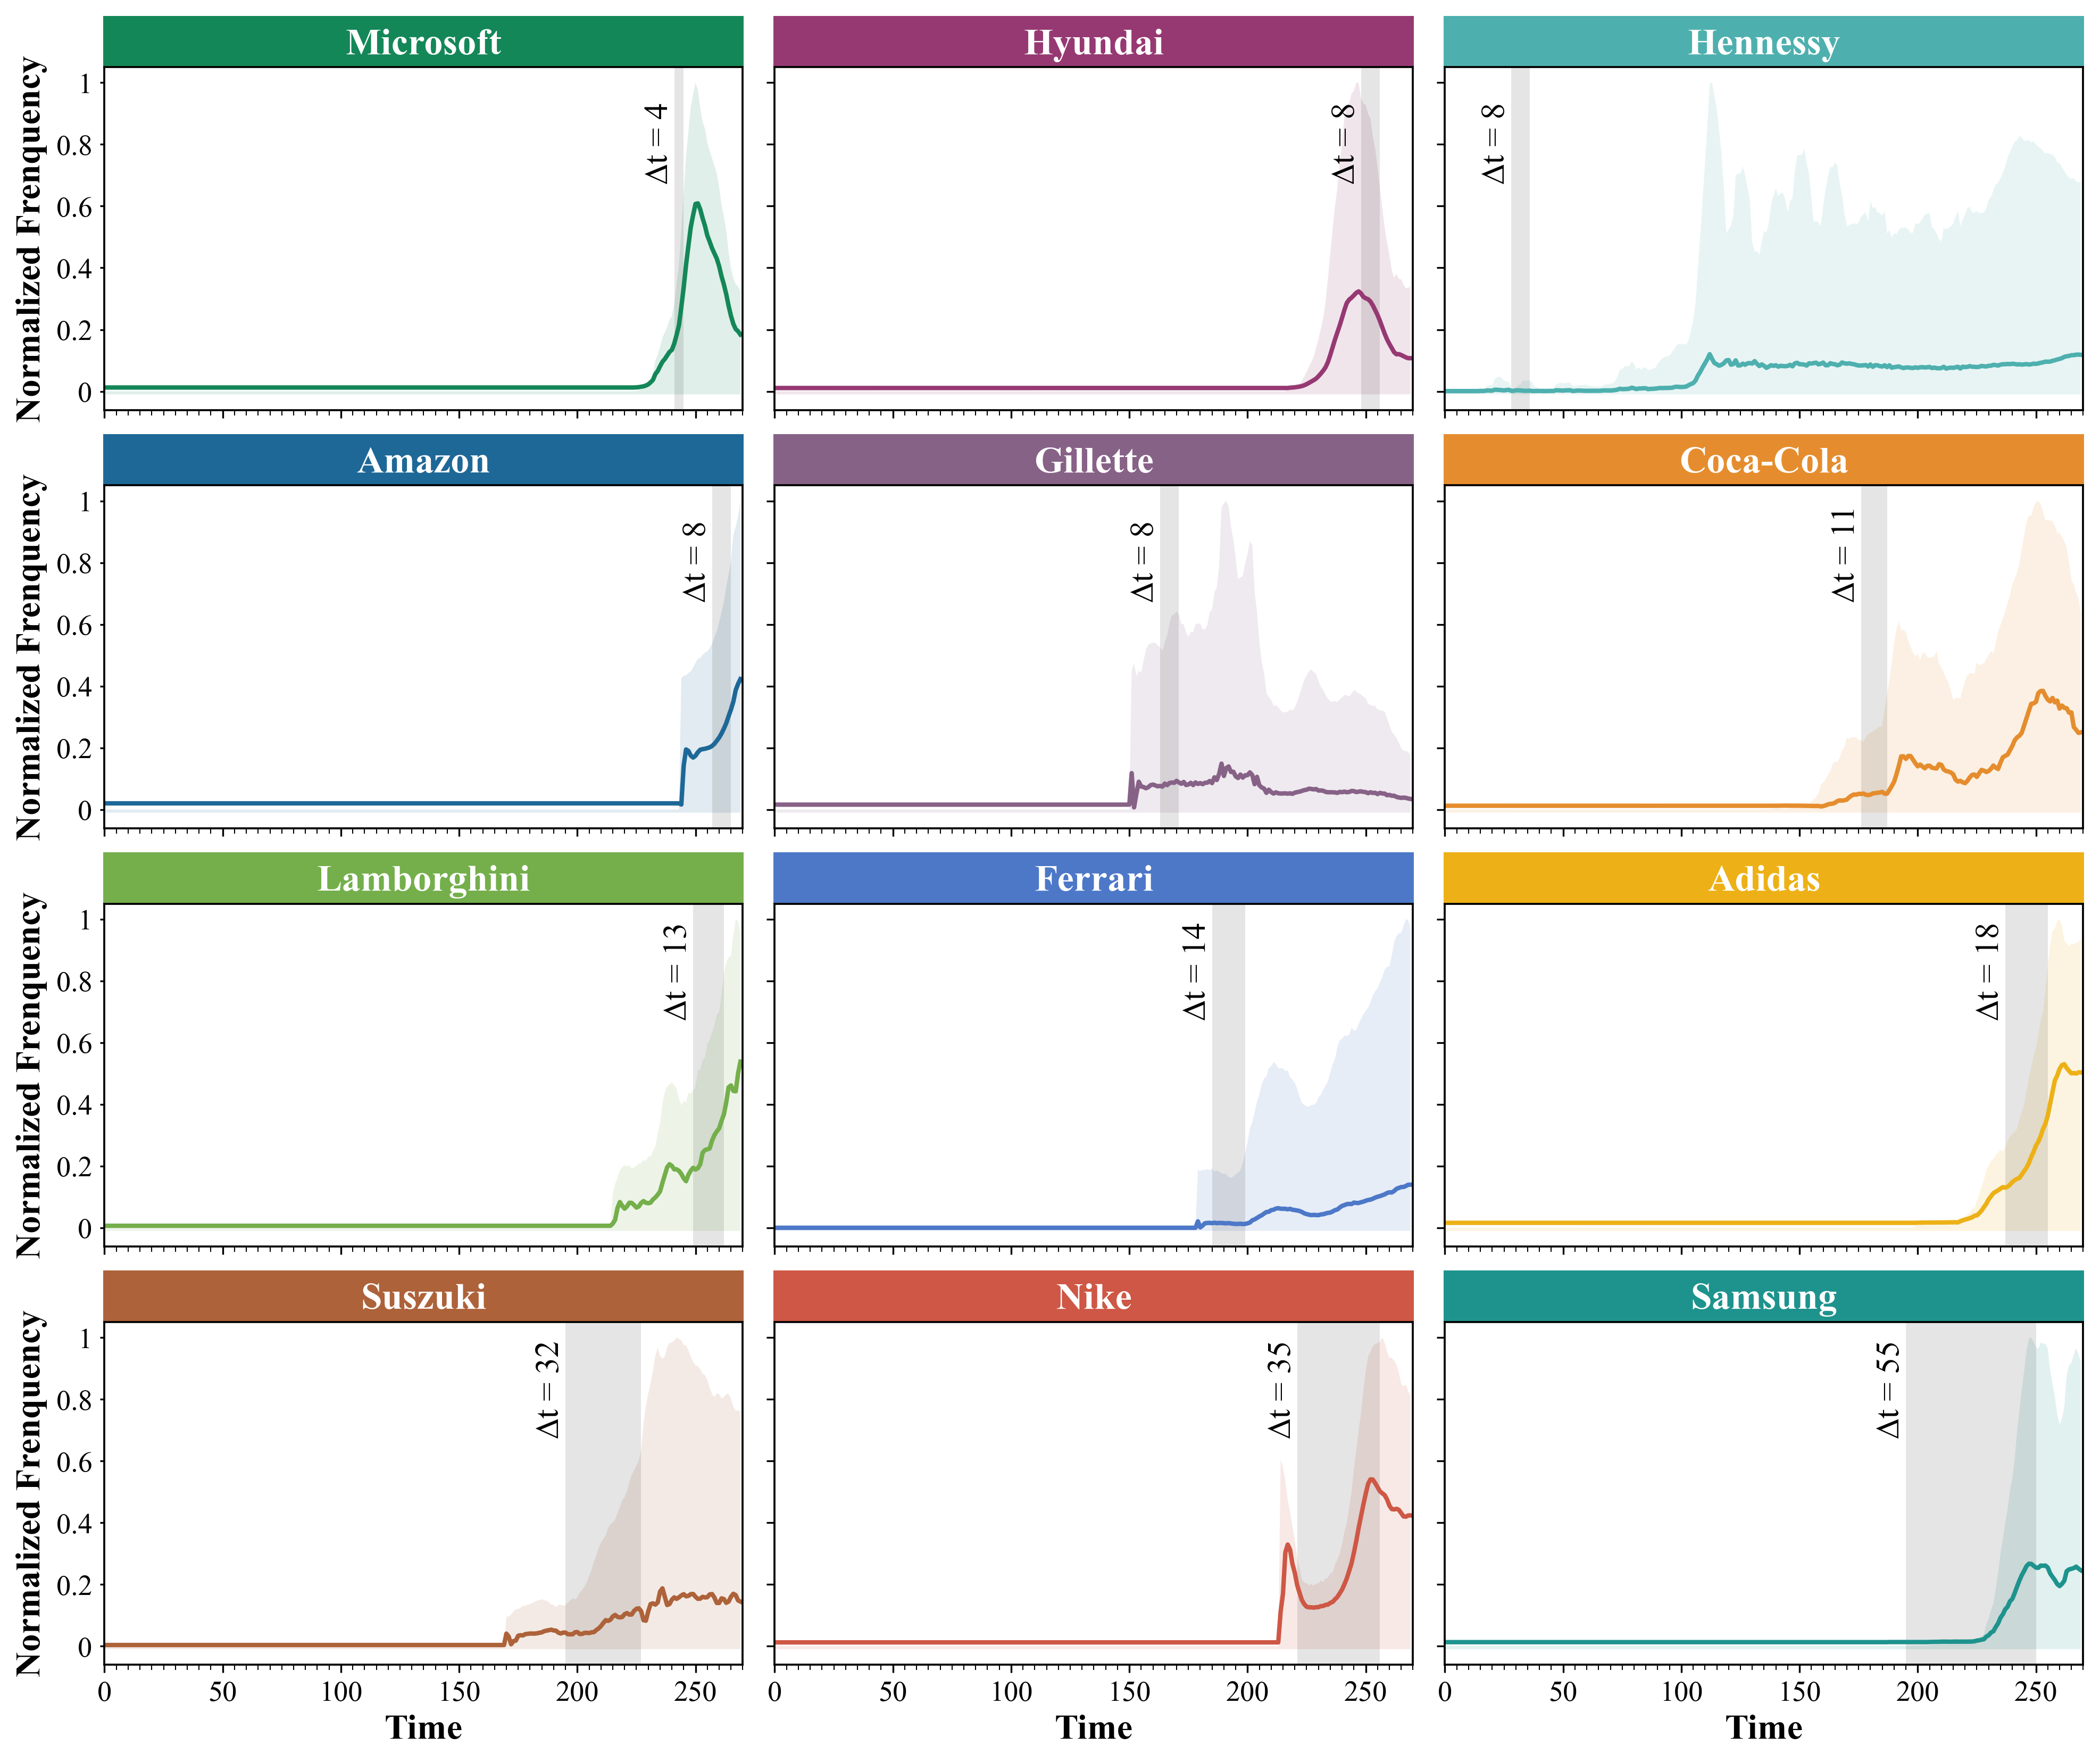 Microsoft
Hyundai
Hennessy
Normalized Frenquency
1
0.8
0.6
0.4
0.2
0
Δt = 4
Δt = 8
Δt = 8
Amazon
Gillette
Coca-Cola
Normalized Frenquency
1
0.8
0.6
0.4
0.2
0
Δt = 8
Δt = 8
Δt = 11
Lamborghini
Ferrari
Adidas
Normalized Frenquency
1
0.8
0.6
0.4
0.2
0
Δt = 13
Δt = 14
Δt = 18
Suszuki
Nike
Samsung
Normalized Frenquency
1
0.8
0.6
0.4
0.2
0
Δt = 32
Δt = 35
Δt = 55
0 50 100 150 200 250
0 50 100 150 200 250
0 50 100 150 200 250
Time
Time
Time